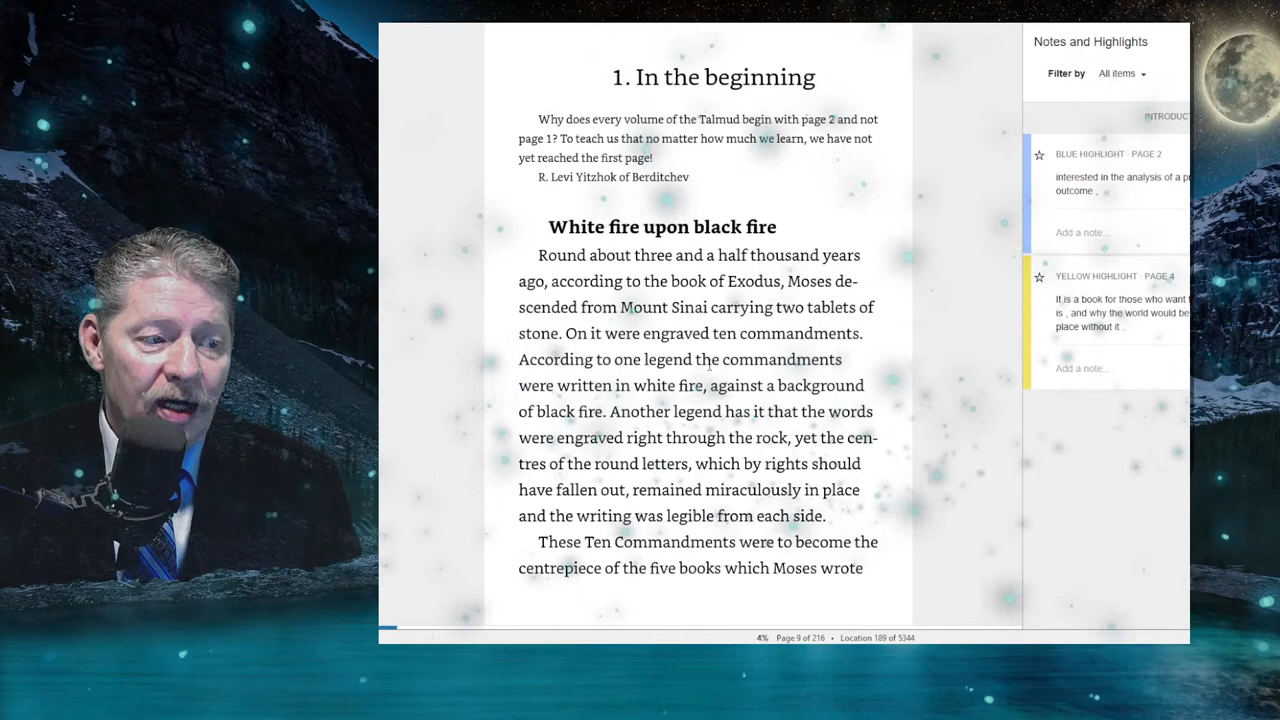 1. In the beginning
Why does every volume of the Talmud begin with page 2 and not
page 1? To teach us that no matter how much we learn, we have not
yet reached the first page!
R. Levi Yitzhok of Berditchev
White fire upon black fire
Round about three and a half thousand years
ago, according to the book of Exodus, Moses de-
scended from Mount Sinai carrying two tablets of
stone. On it were engraved ten commandments.
According to one legend the commandments
were written in white fire, against a background
of black fire. Another legend has it that the words
were engraved right through the rock, yet the cen-
tres of the round letters, which by rights should
have fallen out, remained miraculously in place
and the writing was legible from each side.
These Ten Commandments were to become the
centrepiece of the five books which Moses wrote
4% Page 9 of 216 • Location 189 of 5344
Notes and Highlights
Filter by All items
INTRODUCT
BLUE HIGHLIGHT · PAGE 2
interested in the analysis of a p
outcome ,
Add a note...
YELLOW HIGHLIGHT · PAGE 4
It is a book for those who want
is , and why the world would be
place without it .
Add a note...